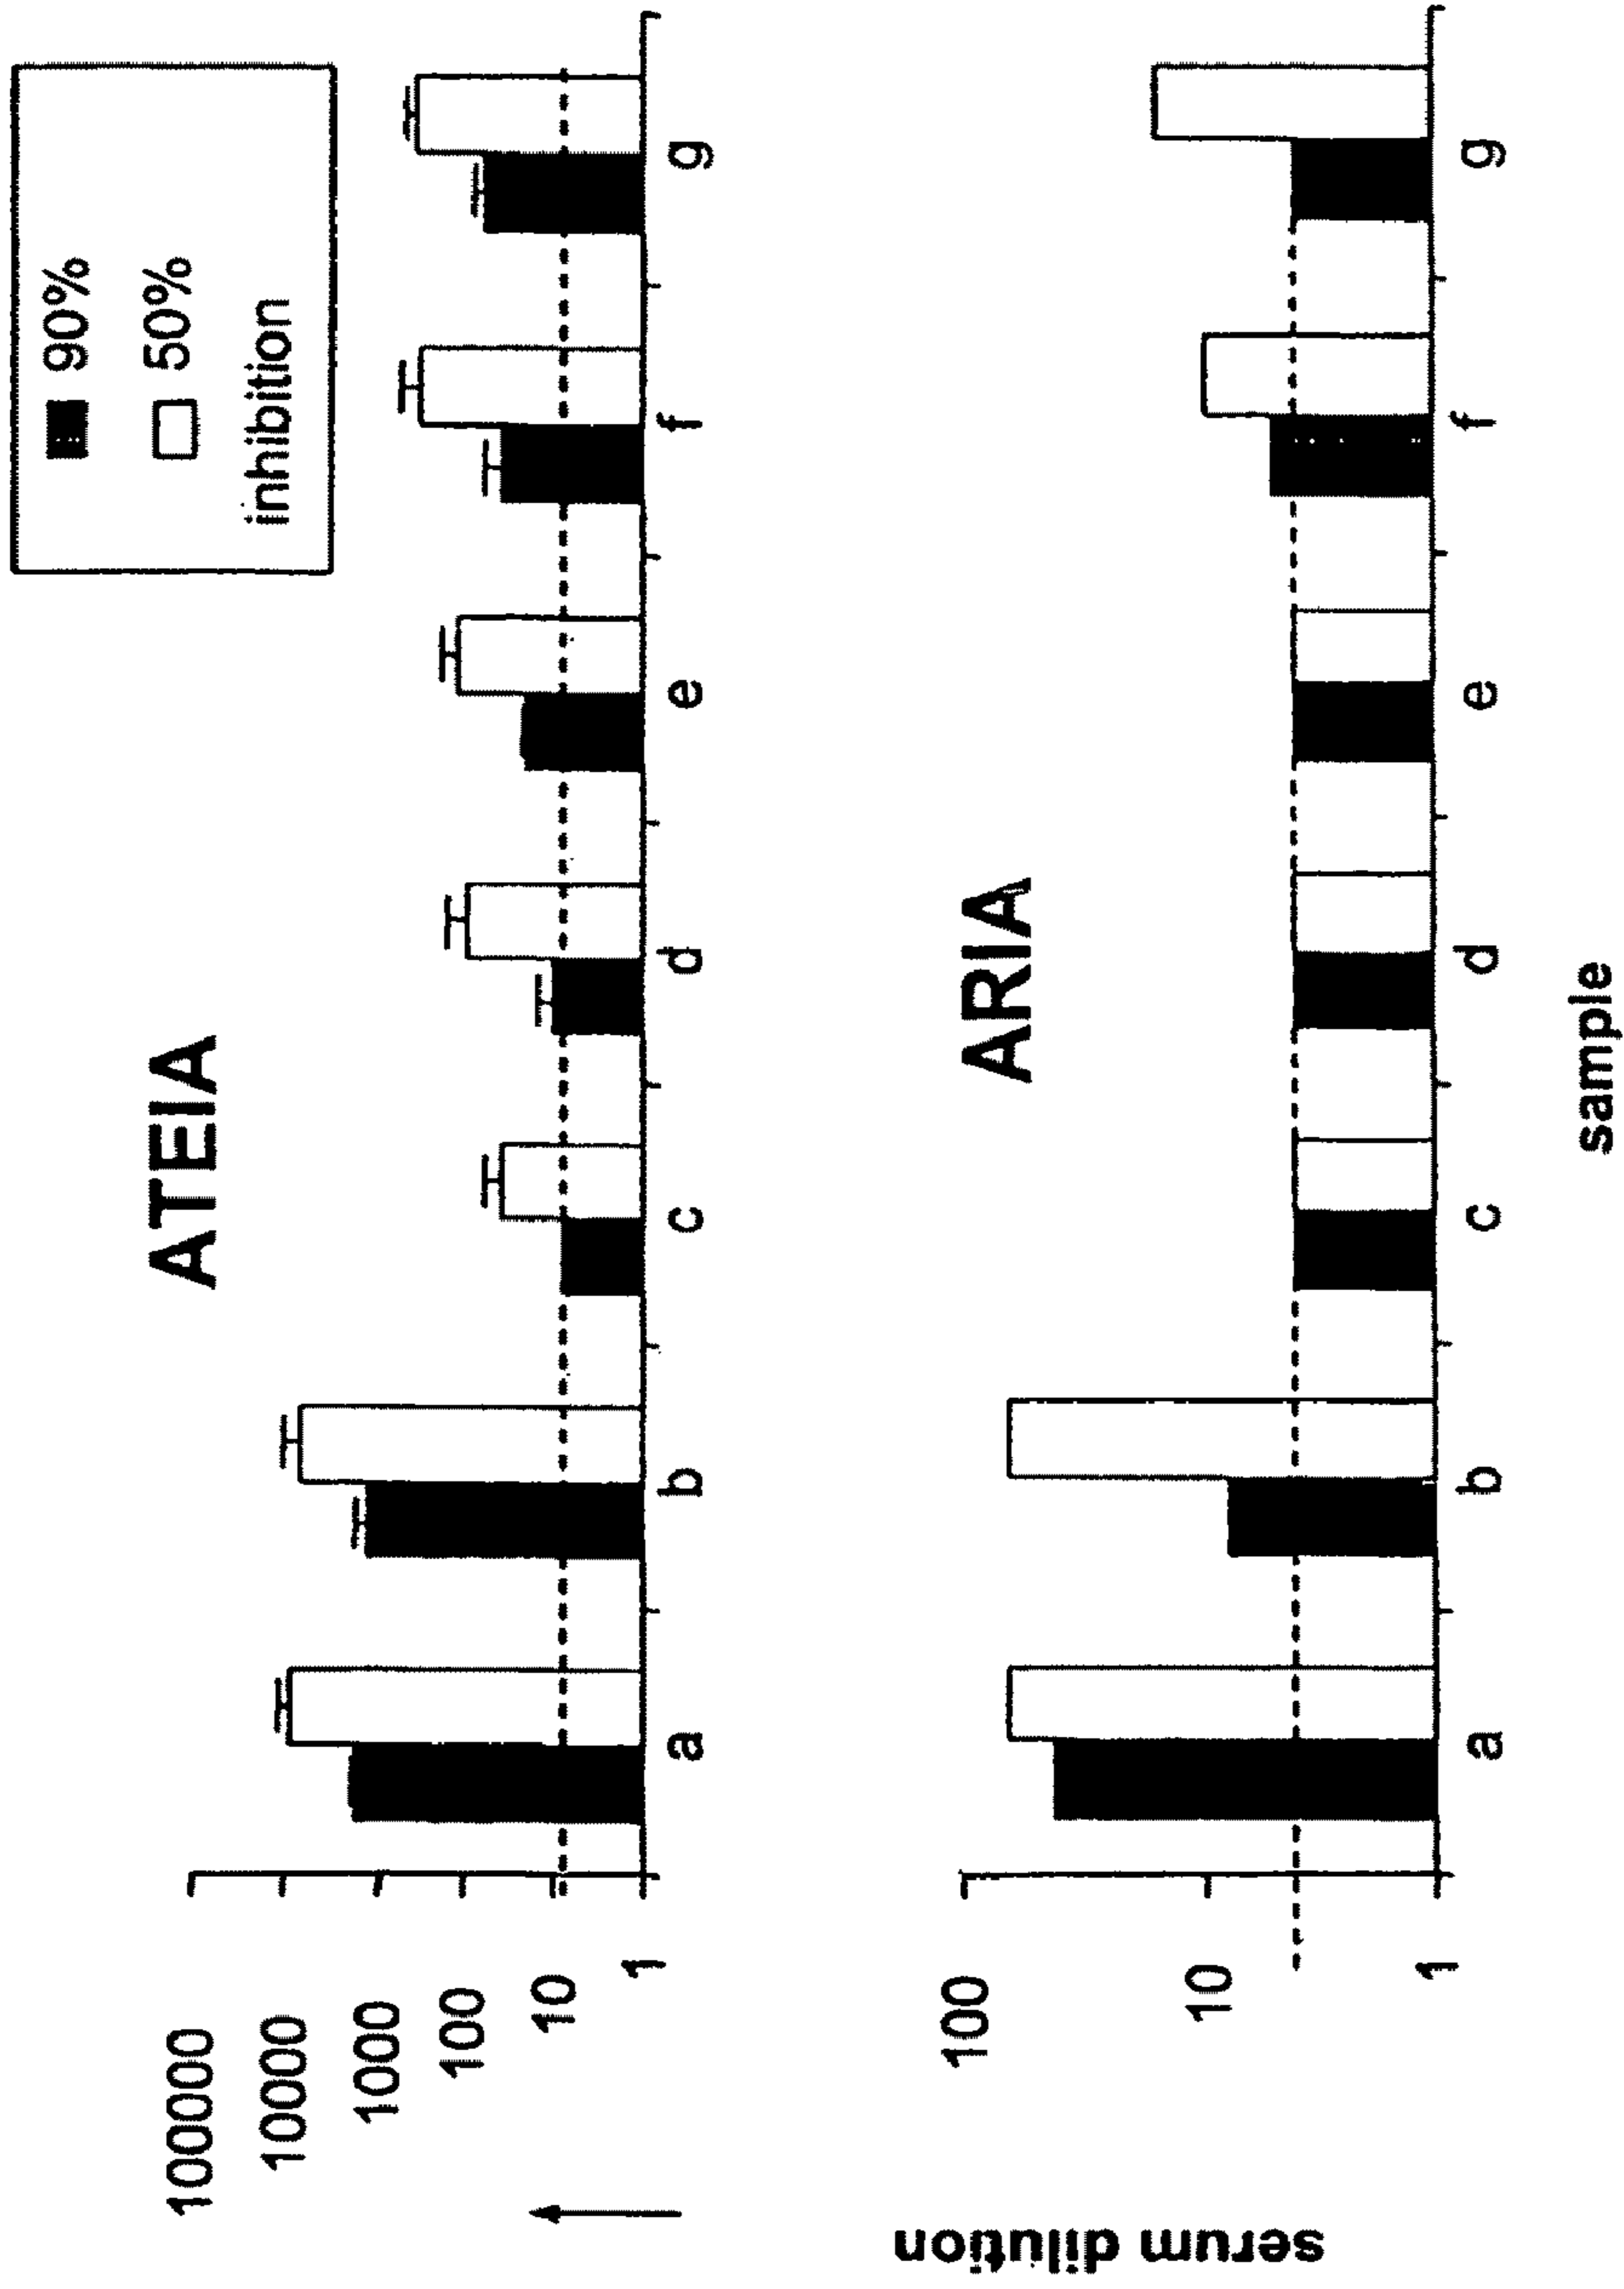 90%
50%
inhibition
ATEIA
100000
10000
1000
100
10
1
a b c d e f g
serum dilution
ARIA
100
10
1
a b c d e f g
sample